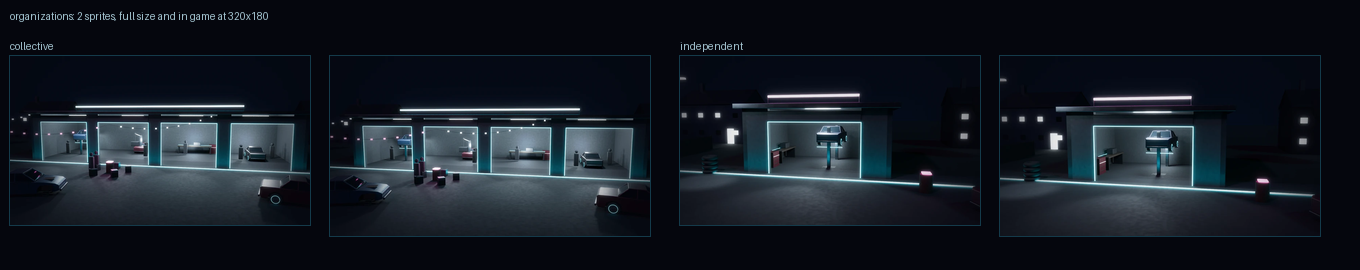 organizations: 2 sprites, full size and in game at 320x180
collective
independent